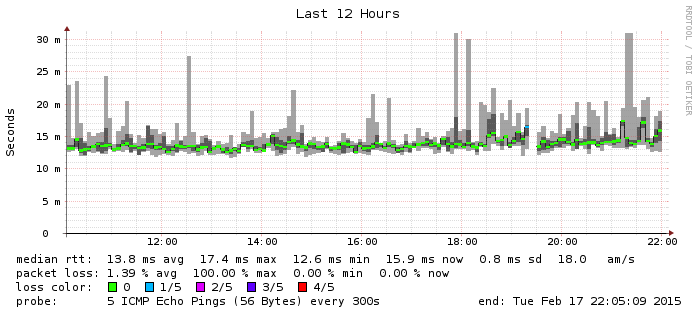 Last 12 Hours
RRDTOOL / TOBI OETIKER
Seconds
30 m
25 m
20 m
15 m
10 m
5 m
0
12:00 14:00 16:00 18:00 20:00 22:00
median rtt: 13.8 ms avg 17.4 ms max 12.6 ms min 15.9 ms now 0.8 ms sd 18.0 am/s
packet loss: 1.39 % avg 100.00 % max 0.00 % min 0.00 % now
loss color: 0 1/5 2/5 3/5 4/5
probe: 5 ICMP Echo Pings (56 Bytes) every 300s end: Tue Feb 17 22:05:09 2015